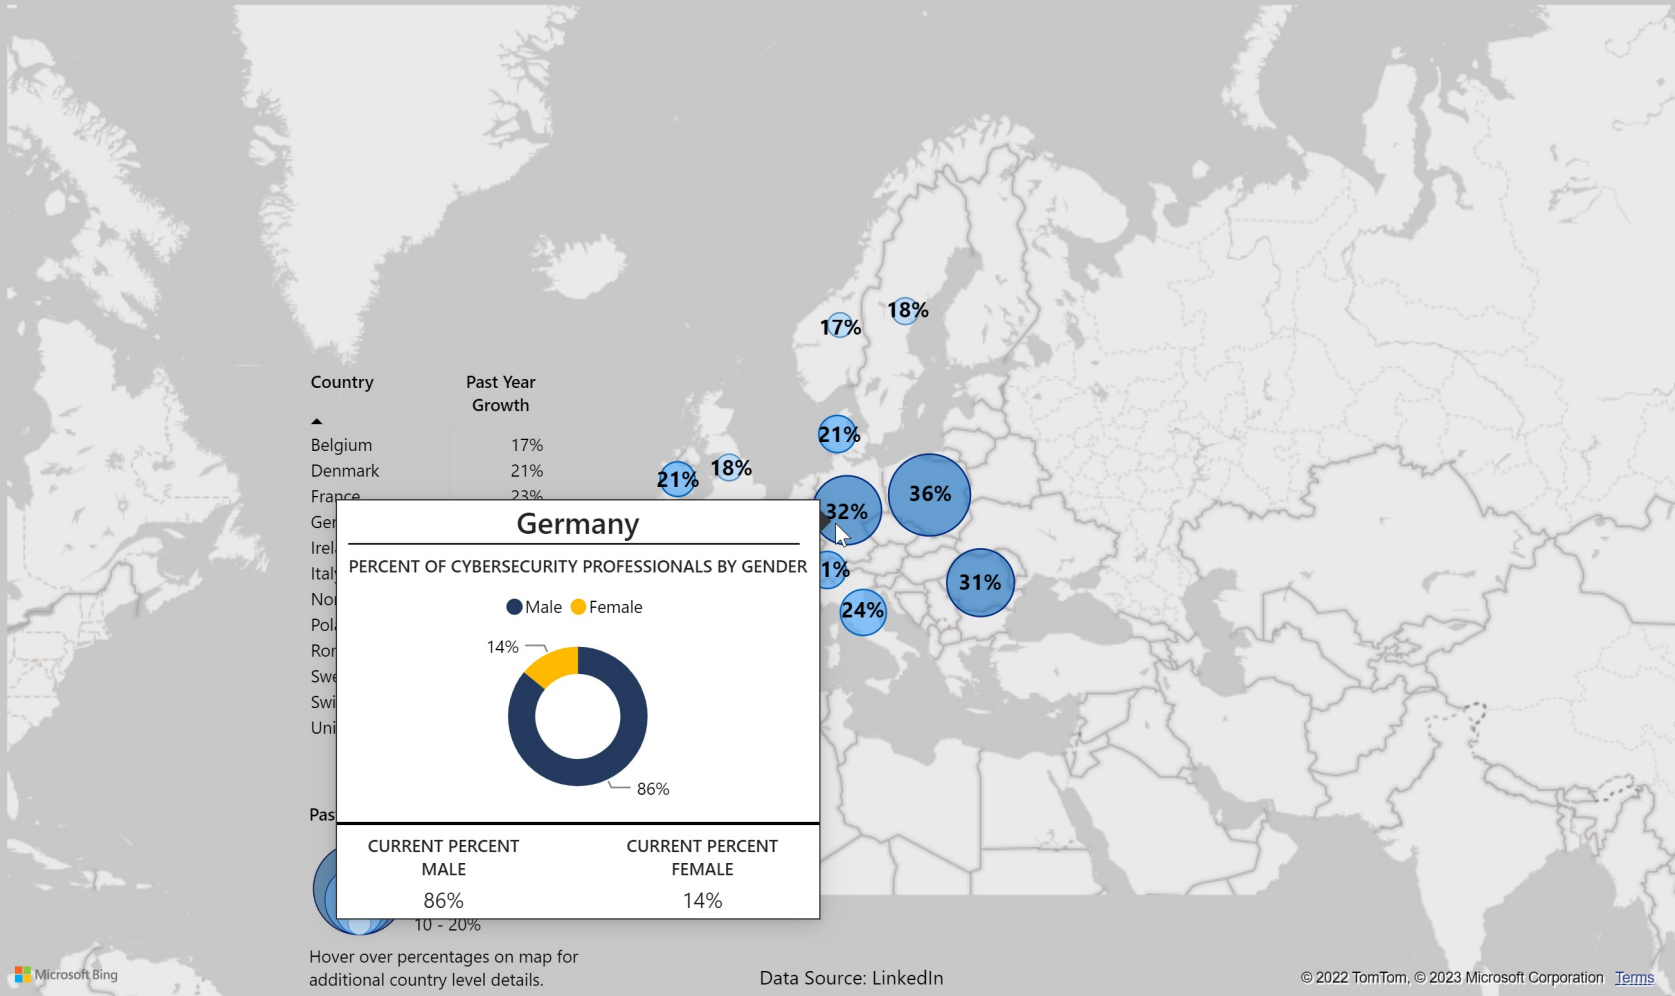 18%
17%
Country
Past Year
Growth
Belgium 17%
Denmark 21%
France 23%
21%
21%
18%
36%
32%
31%
24%
1%
Germany
PERCENT OF CYBERSECURITY PROFESSIONALS BY GENDER
Male Female
14%
86%
CURRENT PERCENT
MALE
86%
CURRENT PERCENT
FEMALE
14%
10 - 20%
Hover over percentages on map for
additional country level details.
Microsoft Bing
Data Source: LinkedIn
© 2022 TomTom, © 2023 Microsoft Corporation Terms